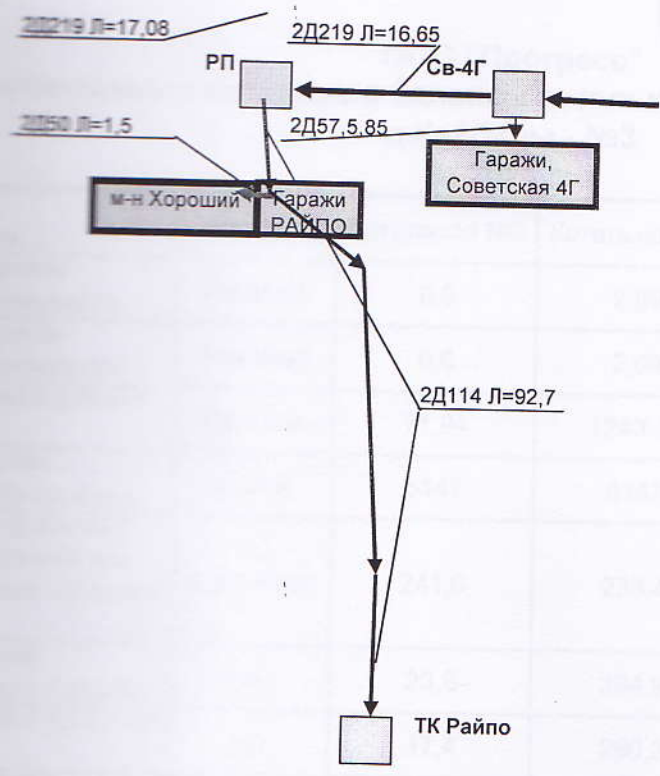 2Д219 Л=17,08
2Д219 Л=16,65
РП
Св-4Г
2Д50 Л=1,5
2Д57,5,85
Гаражи,
Советская 4Г
м-н Хороший
Гаражи
РАЙПО
2Д114 Л=92,7
ТК Райпо